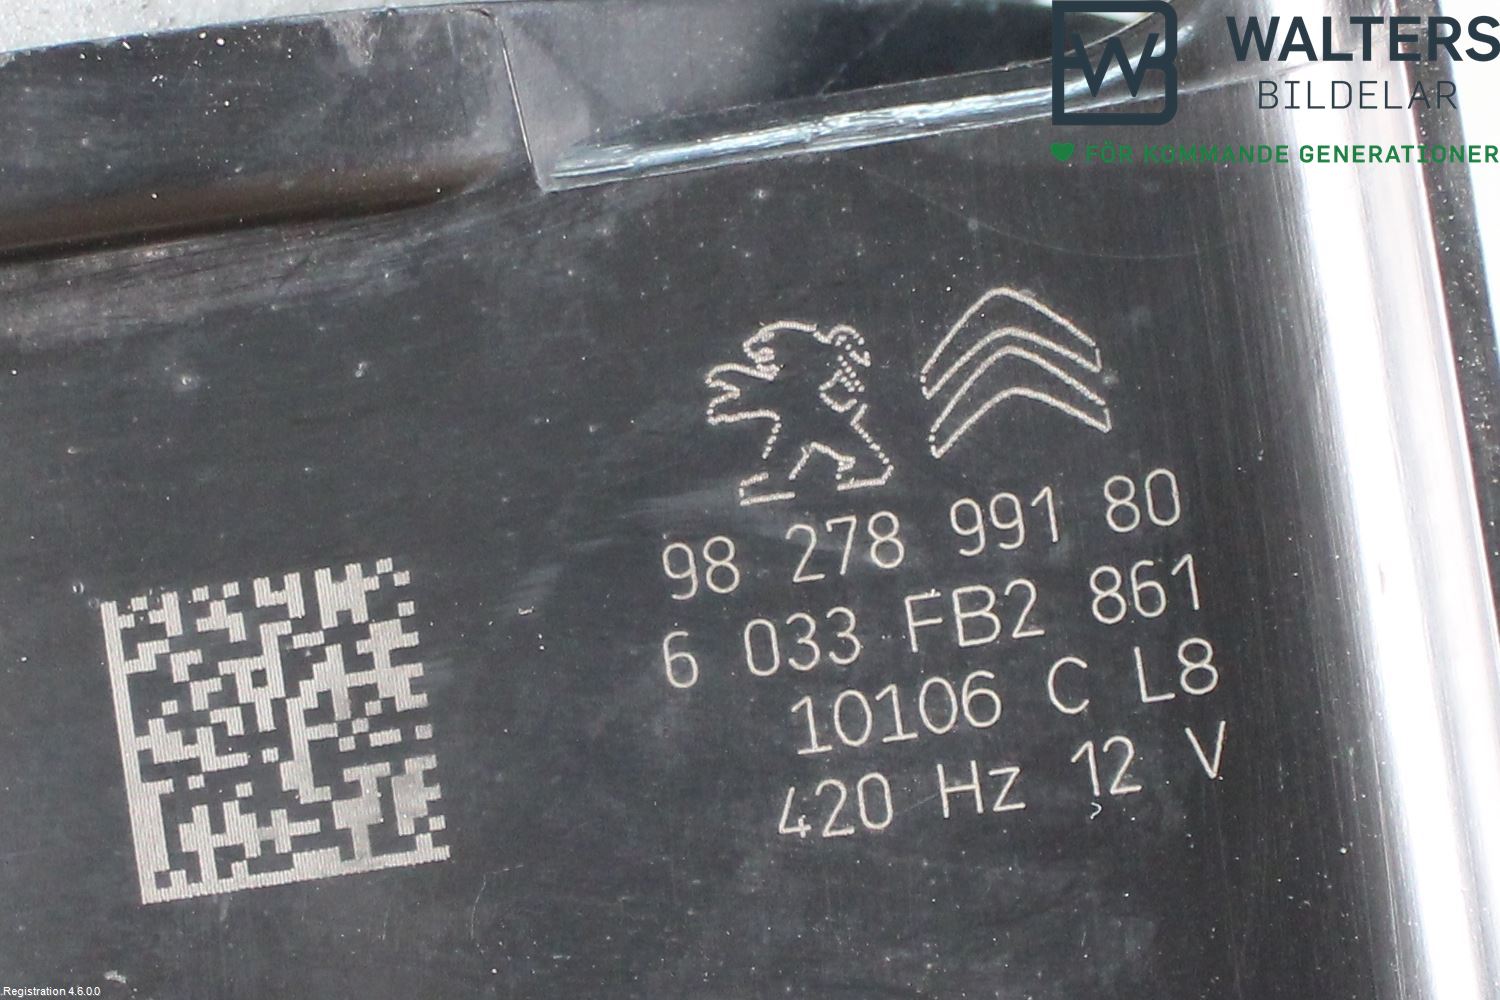 WALTERS
BILDELAR
FÖR KOMMANDE GENERATIONER
98 278 991 80
6 033 FB2 861
10106 C L8
420 Hz 12 V
Registration 4.6.0.0